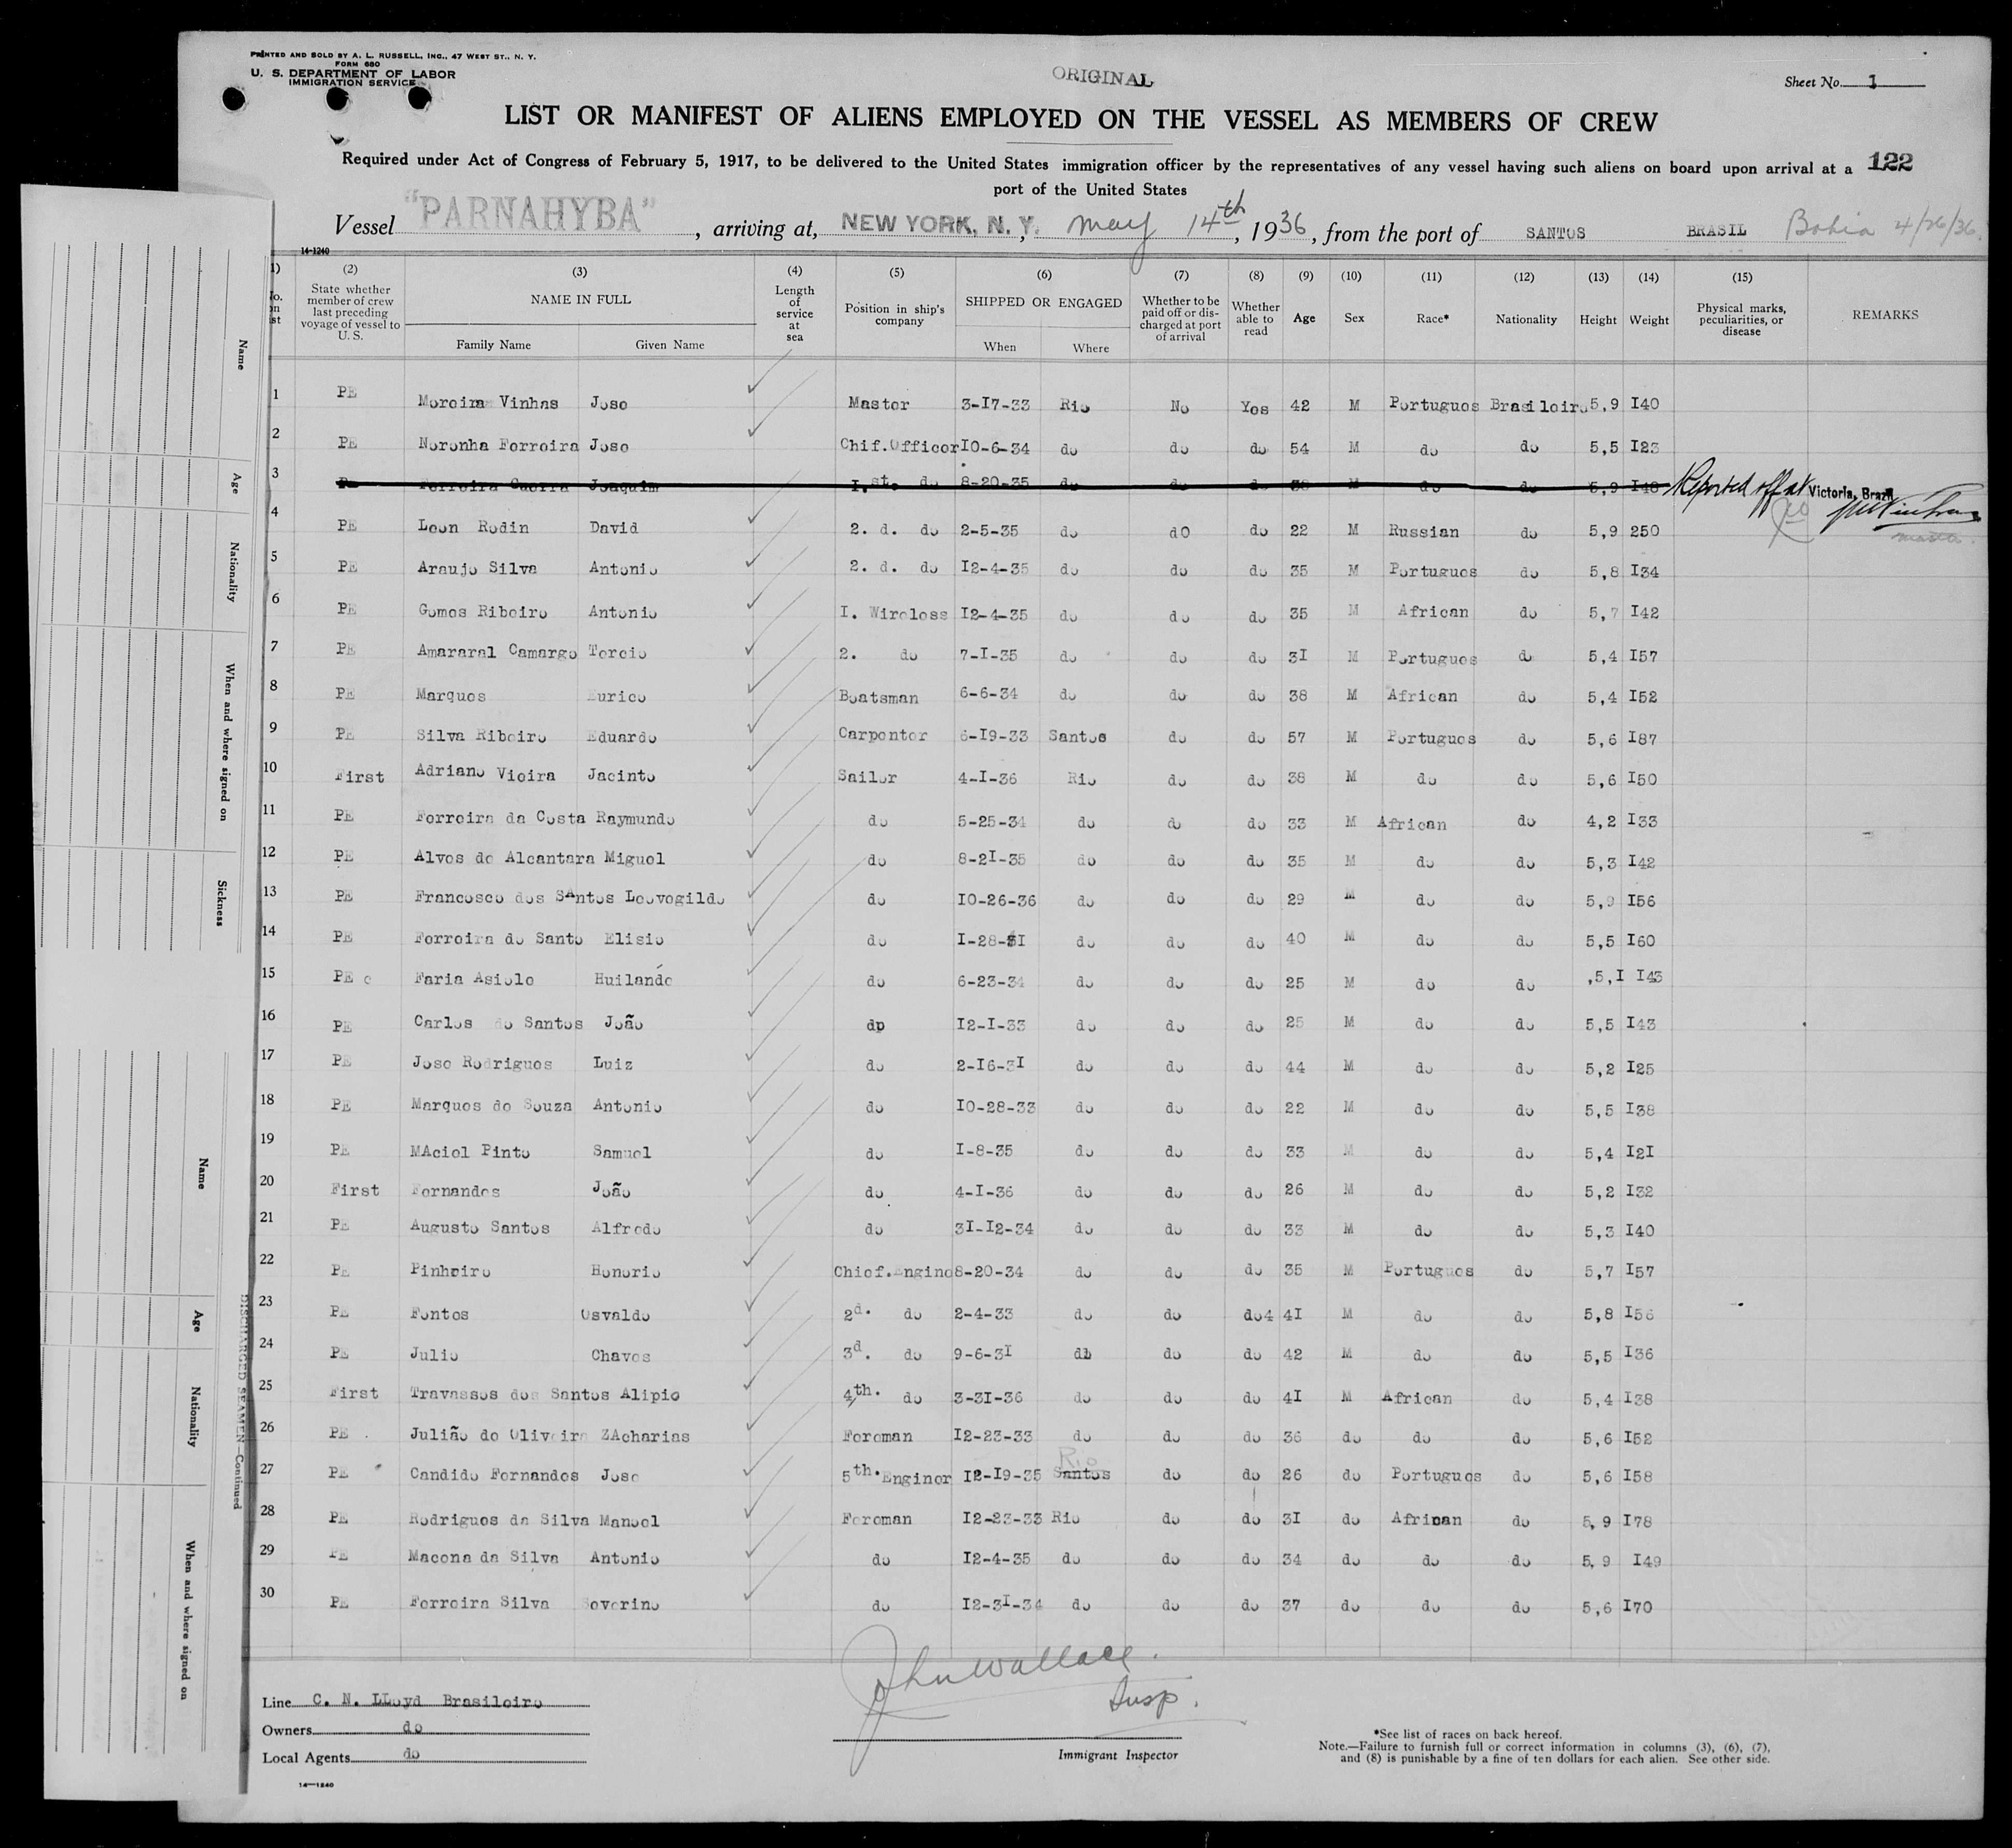 PRINTED AND SOLD BY A. L. RUSSELL, INC., 47 WEST ST., N. Y.
FORM 680
U. S. DEPARTMENT OF LABOR
IMMIGRATION SERVICE
ORIGINAL
Sheet No. 1
LIST OR MANIFEST OF ALIENS EMPLOYED ON THE VESSEL AS MEMBERS OF CREW
Required under Act of Congress of February 5, 1917, to be delivered to the United States immigration officer by the representatives of any vessel having such aliens on board upon arrival at a
port of the United States
122
Vessel "PARNAHYBA", arriving at, NEW YORK, N. Y., May 14th, 1936, from the port of SANTOS BRASIL Bahia 4/26/36.
14-1240
(2) (3) (4) (5) (6) (7) (8) (9) (10) (11) (12) (13) (14) (15)
State whether member of crew last preceding voyage of vessel to U. S.
NAME IN FULL
Family Name Given Name
Length of service at sea
Position in ship's company
SHIPPED OR ENGAGED
When Where
Whether to be paid off or discharged at port of arrival
Whether able to read
Age Sex Race* Nationality Height Weight
Physical marks, peculiarities, or disease
REMARKS
1 PE Moreira Vinhas Jose Master 3-I7-33 Rio No Yes 42 M Portugues Brasileiro 5,9 I40
2 PE Noronha Ferreira Jose Chif.Officer I0-6-34 do do do 54 M do do 5,5 I23
3 Pe Ferreira Guerra Joaquim I.st. do 8-20-35 do do do 38 M do do 5,9 I48 Reported off at Victoria, Brazil
4 PE Leon Rodin David 2. d. do 2-5-35 do dO do 22 M Russian do 5,9 250
master.
5 PE Araujo Silva Antonio 2. d. do I2-4-35 do do do 35 M Portugues do 5,8 I34
6 PE Gomes Ribeiro Antonio I. Wireless I2-4-35 do do do 35 M African do 5,7 I42
7 PE Amararal Camargo Tercio 2. do 7-I-35 do do do 3I M Portugues do 5,4 I57
8 PE Marques Eurico Boatsman 6-6-34 do do do 38 M African do 5,4 I52
9 PE Silva Ribeiro Eduardo Carpenter 6-I9-33 Santos do do 57 M Portugues do 5,6 I87
10 First Adriano Vieira Jacinto Sailor 4-I-36 Rio do do 38 M do do 5,6 I50
11 PE Ferreira da Costa Raymundo do 5-25-34 do do do 33 M African do 4,2 I33
12 PE Alves de Alcantara Miguel do 8-2I-35 do do do 35 M do do 5,3 I42
13 PE Francesco dos SAntos Leovogildo do I0-26-36 do do do 29 M do do 5,9 I56
14 PE Ferreira do Santo Elisio do I-28-3I do do do 40 M do do 5,5 I60
15 PE e Faria Asiolo Huilandé do 6-23-34 do do do 25 M do do ,5,I I43
16 PE Carlos do Santos João dp I2-I-33 do do do 25 M do do 5,5 I43
17 PE Jose Rodrigues Luiz do 2-I6-3I do do do 44 M do do 5,2 I25
18 PE Marques do Souza Antonio do I0-28-33 do do do 22 M do do 5,5 I38
19 PE MAciel Pinto Samuel do I-8-35 do do do 33 M do do 5,4 I2I
20 First Fernandes João do 4-I-36 do do do 26 M do do 5,2 I32
21 PE Augusto Santos Alfredo do 3I-I2-34 do do do 33 M do do 5,3 I40
22 PE Pinheiro Honorio Chief.Engine 8-20-34 do do do 35 M Portugues do 5,7 I57
23 PE Fontes Osvaldo 2d. do 2-4-33 do do do4 4I M do do 5,8 I56
24 PE Julio Chaves 3d. do 9-6-3I db do do 42 M do do 5,5 I36
25 First Travassos dos Santos Alipio 4th. do 3-3I-36 do do do 4I M African do 5,4 I38
26 PE Julião de Oliveira ZAcharias Foreman I2-23-33 do do do 36 do do do 5,6 I52
27 PE Candido Fernandes Jose 5th.Enginer I2-I9-35 Santos Rio do do 26 do Portugues do 5,6 I58
28 PE Rodrigues da Silva Manoel Foreman I2-23-33 Rio do do 3I do African do 5,9 I78
29 PE Macena da Silva Antonio do I2-4-35 do do do 34 do do do 5,9 I49
30 PE Ferreira Silva Severino do I2-3I-34 do do do 37 do do do 5,6 I70
John Wallace.
Insp.
Immigrant Inspector
Line C. N. LLoyd Brasileiro
Owners do
Local Agents do
14—1240
*See list of races on back hereof.
Note.—Failure to furnish full or correct information in columns (3), (6), (7),
and (8) is punishable by a fine of ten dollars for each alien. See other side.
Name
Age
Nationality
When and where signed on
Sickness
DISCHARGED SEAMEN—Continued
Name
Age
Nationality
When and where signed on